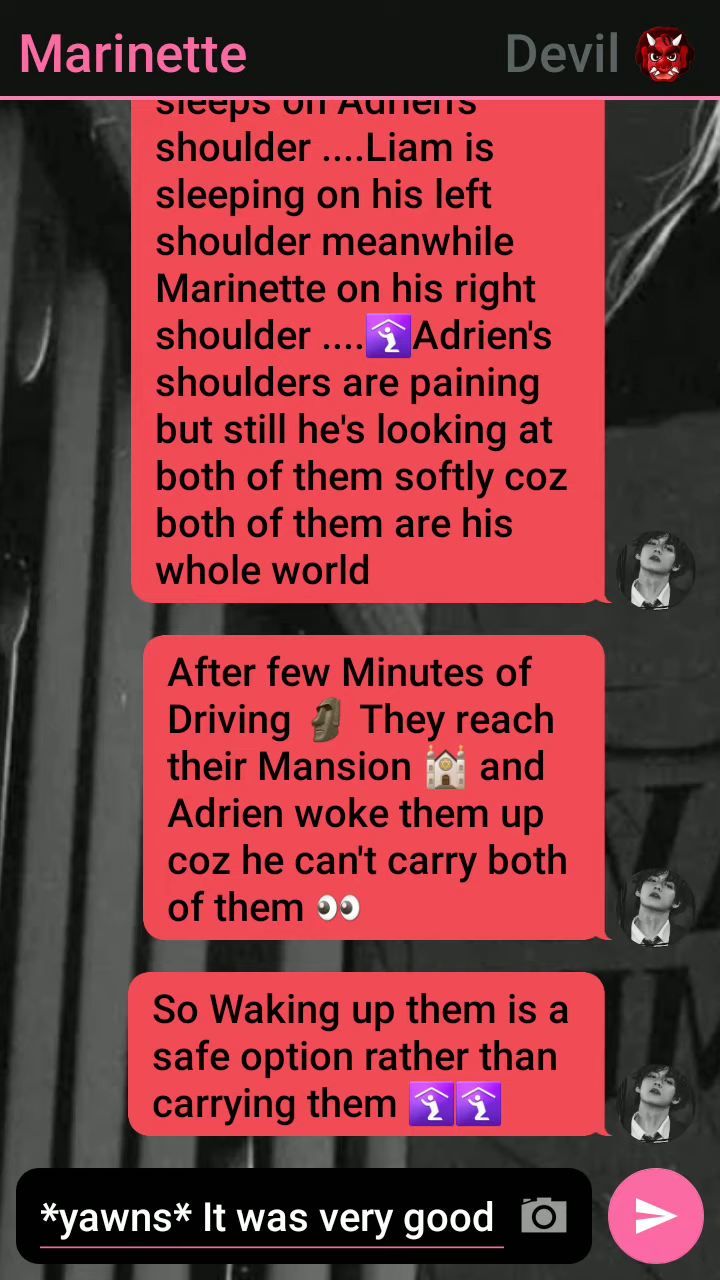 Marinette
Devil 👹
sleeps on Adrien's
shoulder ....Liam is
sleeping on his left
shoulder meanwhile
Marinette on his right
shoulder ....🛐Adrien's
shoulders are paining
but still he's looking at
both of them softly coz
both of them are his
whole world
After few Minutes of
Driving 🗿 They reach
their Mansion 💒 and
Adrien woke them up
coz he can't carry both
of them 👀
So Waking up them is a
safe option rather than
carrying them 🛐🛐
*yawns* It was very good